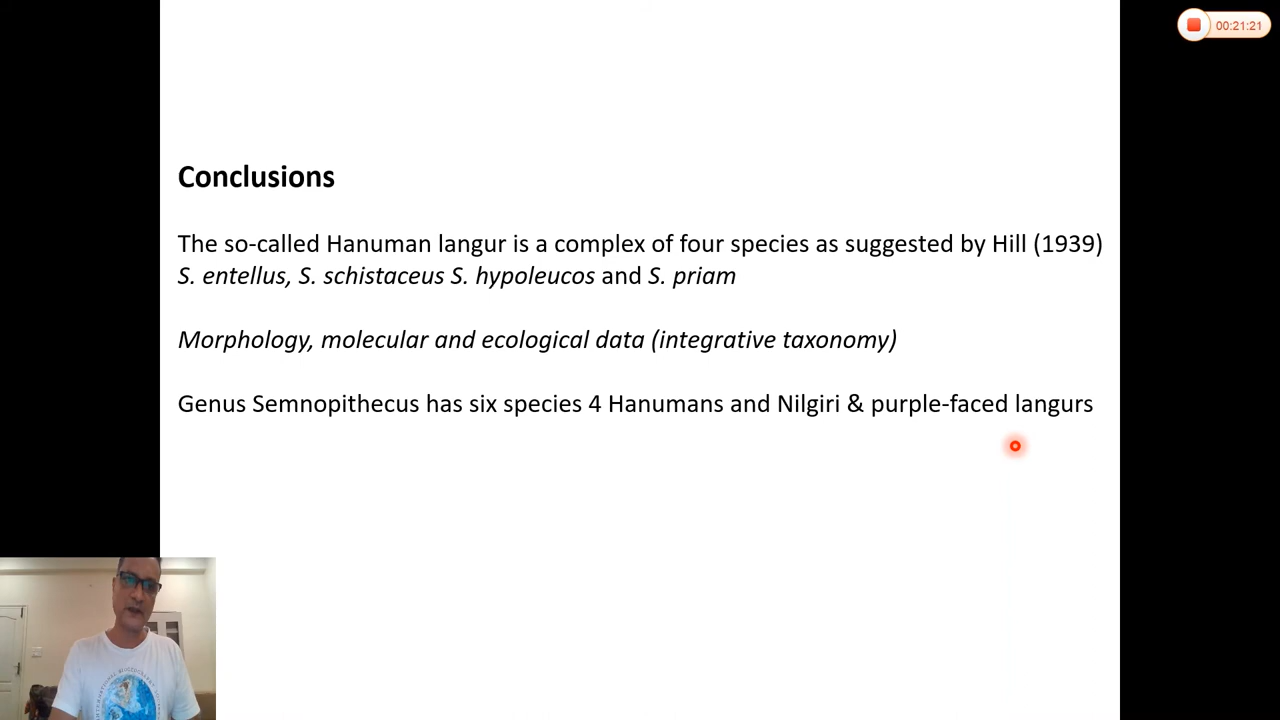 00:21:21
Conclusions
The so-called Hanuman langur is a complex of four species as suggested by Hill (1939)
S. entellus, S. schistaceus S. hypoleucos and S. priam
Morphology, molecular and ecological data (integrative taxonomy)
Genus Semnopithecus has six species 4 Hanumans and Nilgiri & purple-faced langurs